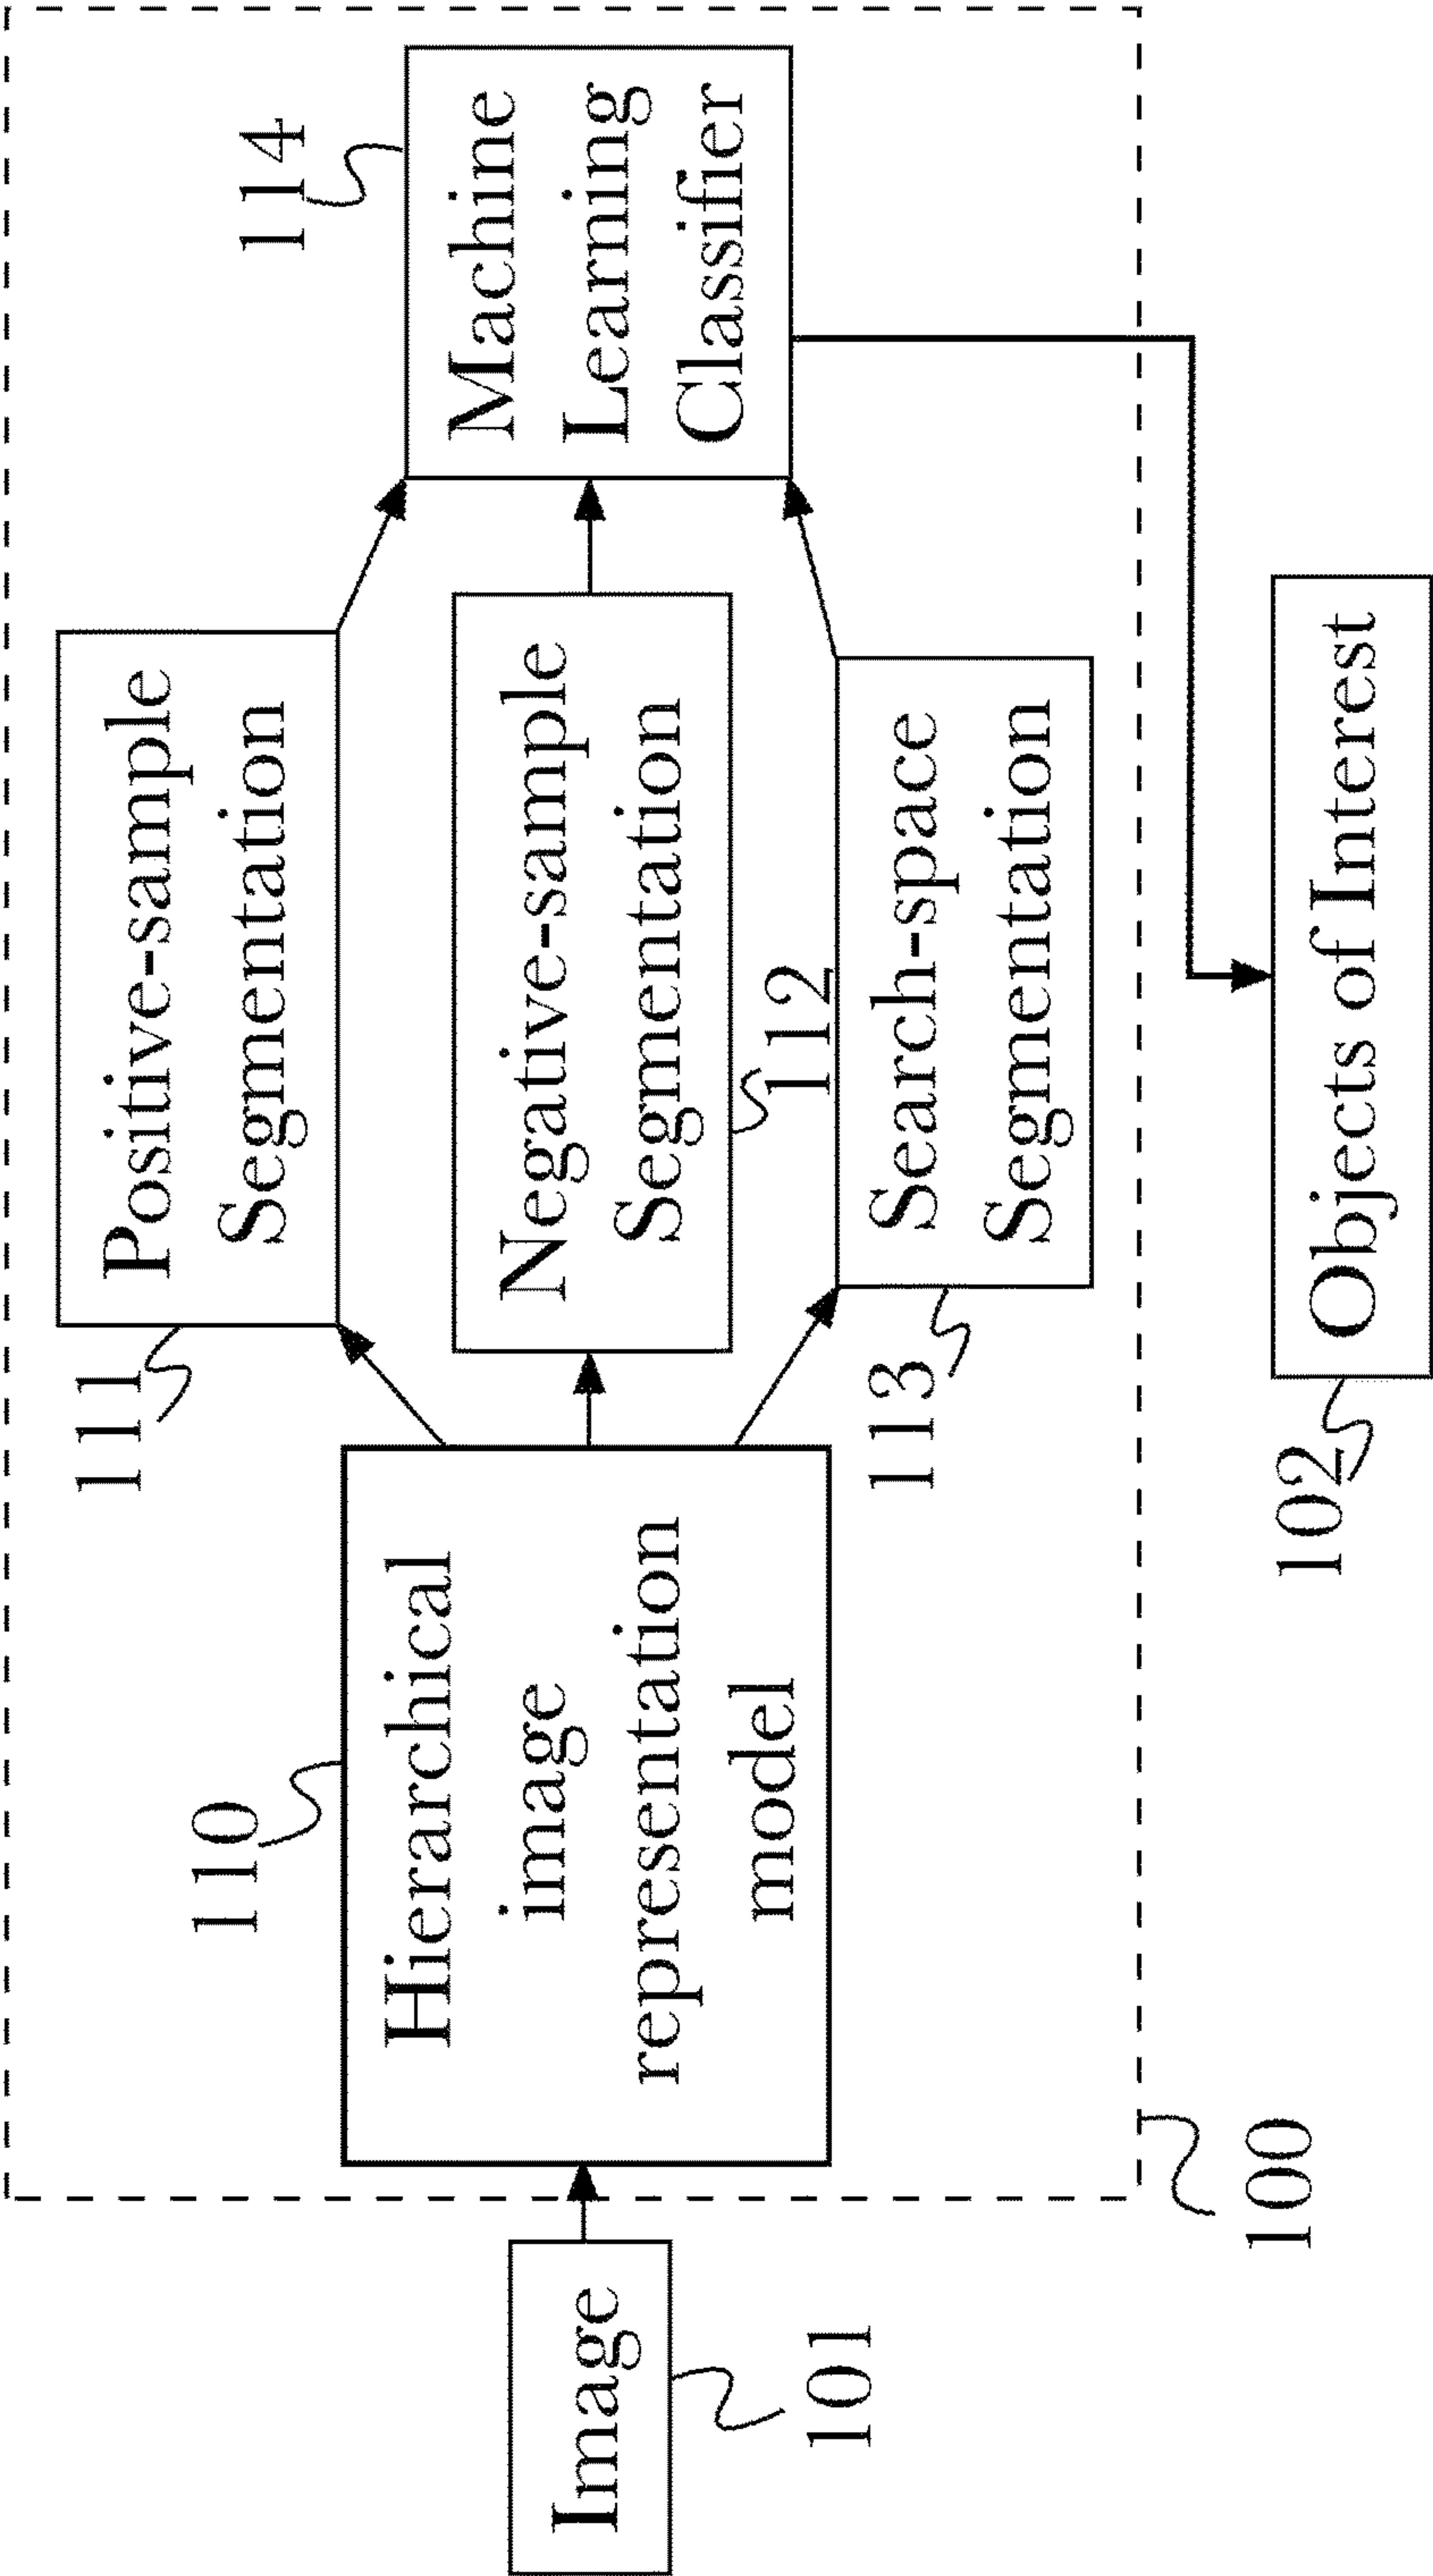 Image
101
100
110
Hierarchical
image
representation
model
111
Positive-sample
Segmentation
Negative-sample
Segmentation
112
113
Search-space
Segmentation
114
Machine
Learning
Classifier
102
Objects of Interest